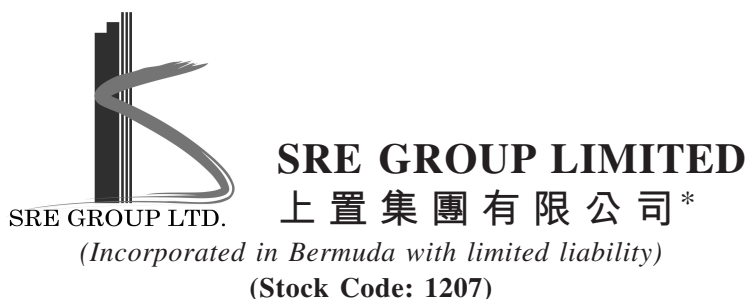 SRE GROUP LTD.
SRE GROUP LIMITED
上置集團有限公司*
(Incorporated in Bermuda with limited liability)
(Stock Code: 1207)